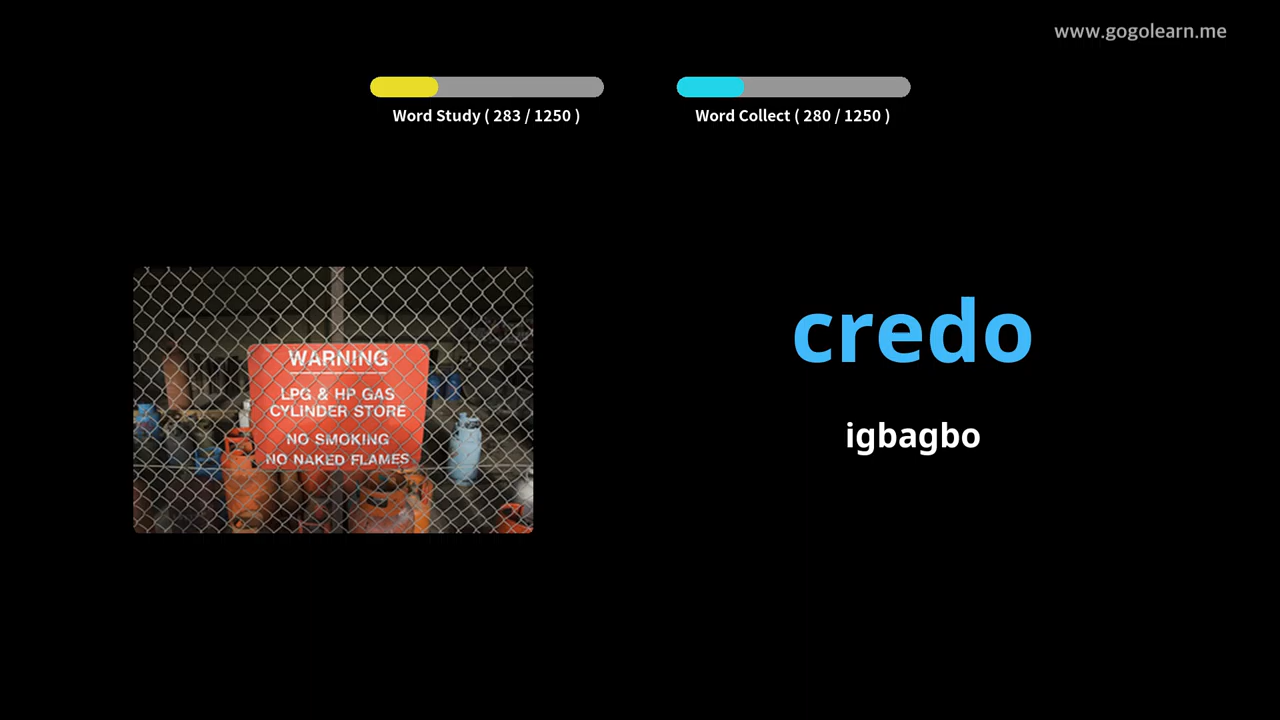 www.gogolearn.me
Word Study ( 283 / 1250 )
Word Collect ( 280 / 1250 )
WARNING
LPG & HP GAS
CYLINDER STORE
NO SMOKING
NO NAKED FLAMES
credo
igbagbo